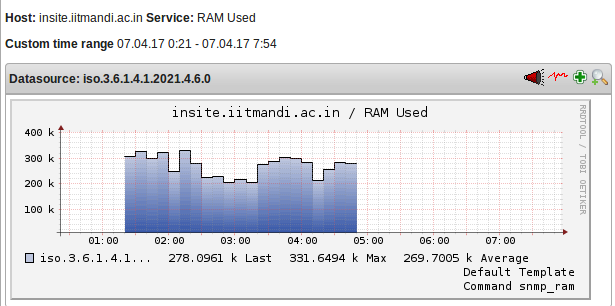 Host: insite.iitmandi.ac.in Service: RAM Used
Custom time range 07.04.17 0:21 - 07.04.17 7:54
Datasource: iso.3.6.1.4.1.2021.4.6.0
insite.iitmandi.ac.in / RAM Used
RRDTOOL / TOBI OETIKER
400 k
300 k
200 k
100 k
01:00 02:00 03:00 04:00 05:00 06:00 07:00
iso.3.6.1.4.1... 278.0961 k Last 331.6494 k Max 269.7005 k Average
Default Template
Command snmp_ram